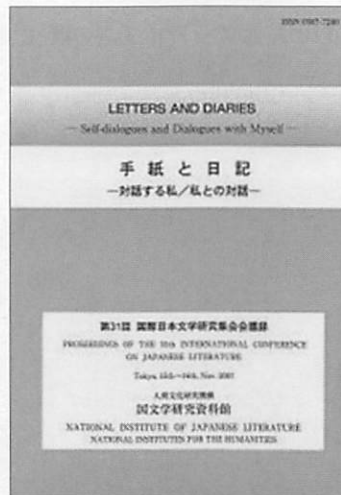 LETTERS AND DIARIES
— Self-dialogues and Dialogues with Myself —
手紙と日記
—対話する私／私との対話—
第31回 国際日本文学研究集会会議録
PROCEEDINGS OF THE 31th INTERNATIONAL CONFERENCE
ON JAPANESE LITERATURE
Tokyo, Nov. 2007
人間文化研究機構
国文学研究資料館
NATIONAL INSTITUTE OF JAPANESE LITERATURE
NATIONAL INSTITUTES FOR THE HUMANITIES